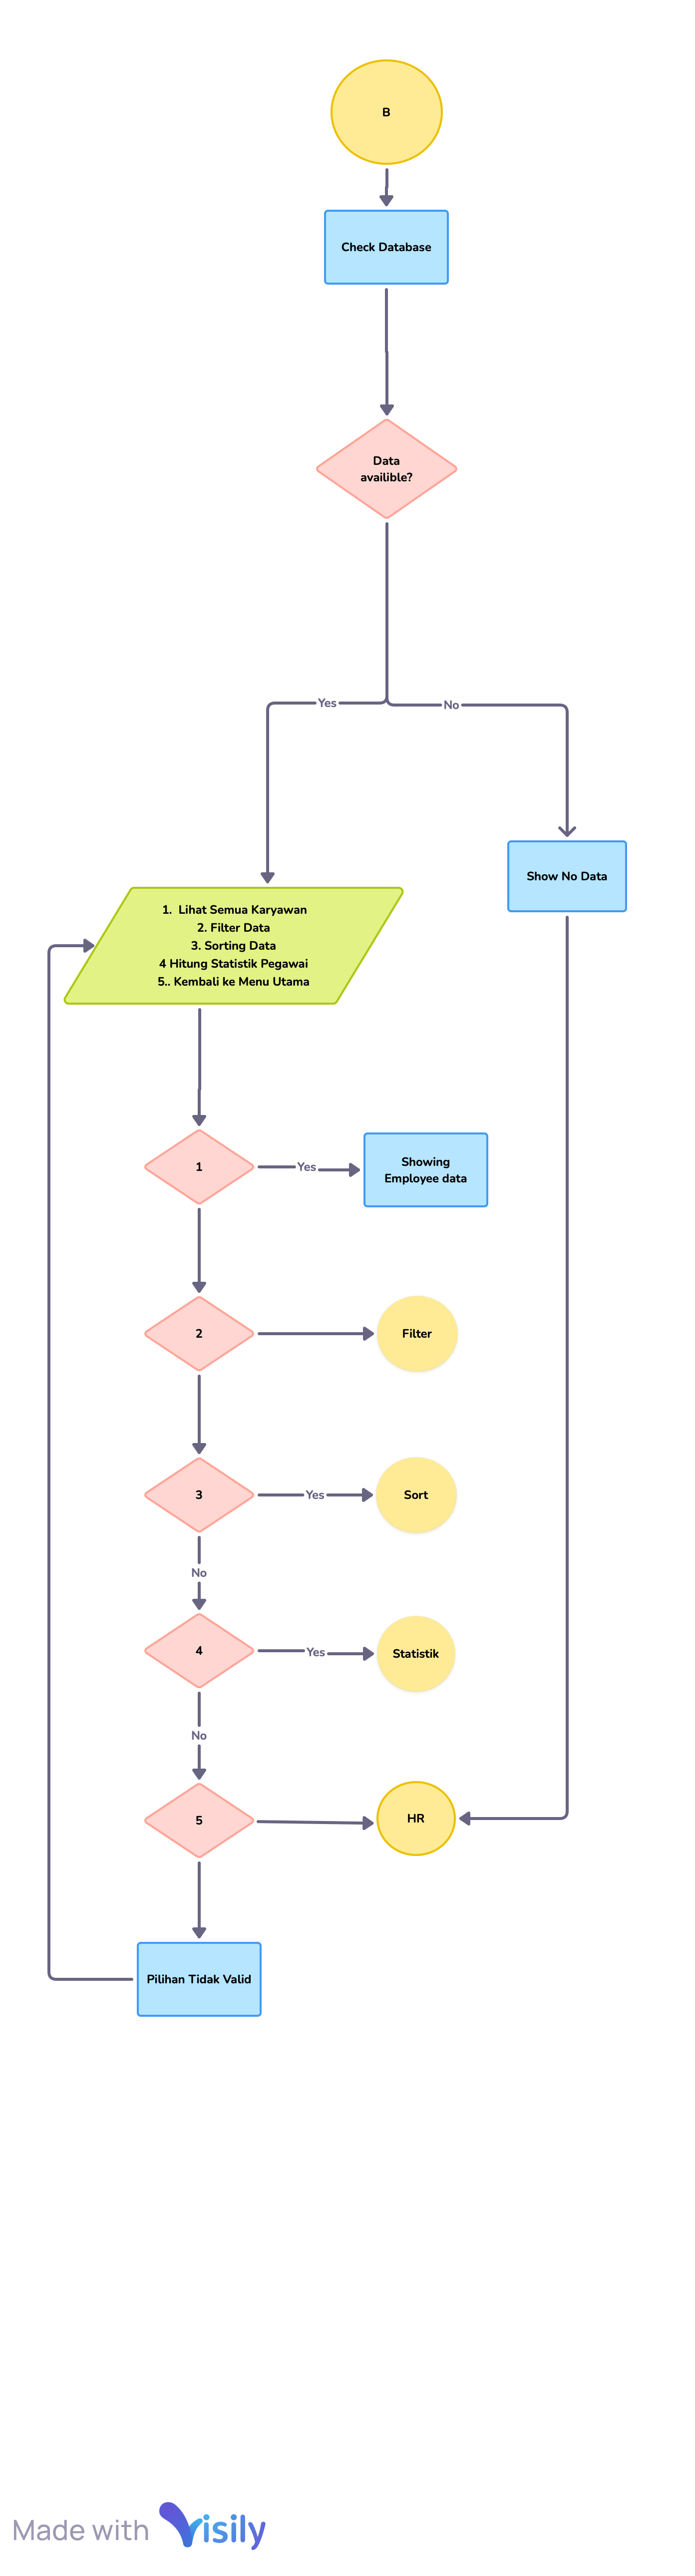 B
Check Database
Data
availible?
Yes
No
Show No Data
1. Lihat Semua Karyawan
2. Filter Data
3. Sorting Data
4 Hitung Statistik Pegawai
5.. Kembali ke Menu Utama
1
Yes
Showing
Employee data
2
Filter
3
Yes
Sort
No
4
Yes
Statistik
No
5
HR
Pilihan Tidak Valid
Made with Visily